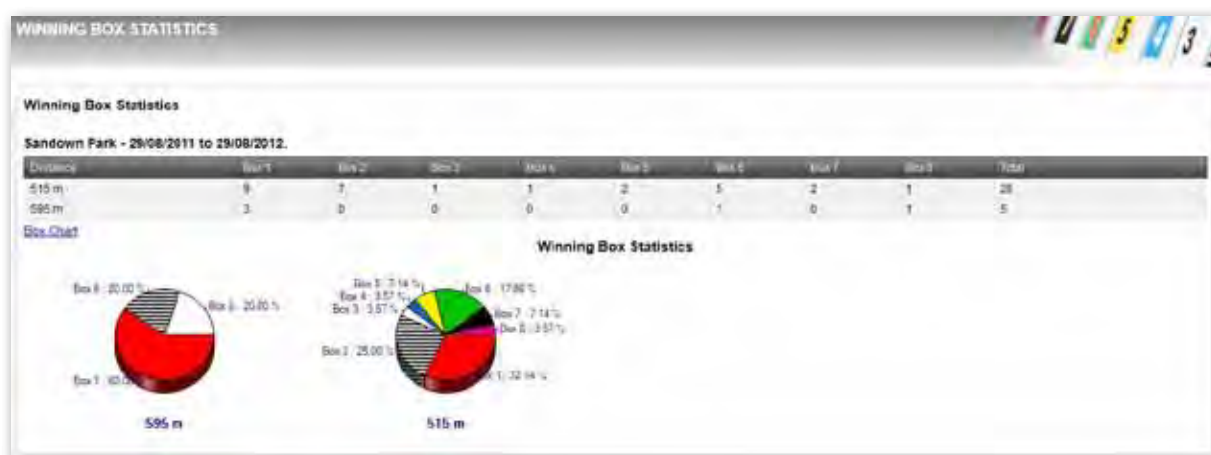 WINNING BOX STATISTICS
7 6 5 4 3
Winning Box Statistics
Sandown Park - 29/08/2011 to 29/08/2012.
Distance Box 1 Box 2 Box 3 Box 4 Box 5 Box 6 Box 7 Box 8 Total
515 m 9 7 1 1 2 5 2 1 28
595 m 3 0 0 0 0 1 0 1 5
Box Chart
Winning Box Statistics
Box 6 : 20.00 %
20.00 %
Box 1 : 60.00
Box 5 : 7.14 %
Box 4 : 3.57 %
Box 3 : 3.57 %
Box 2 : 25.00 %
Box 6 : 17.86 %
Box 7 : 7.14 %
Box 8 : 3.57 %
1 : 32.14 %
595 m
515 m